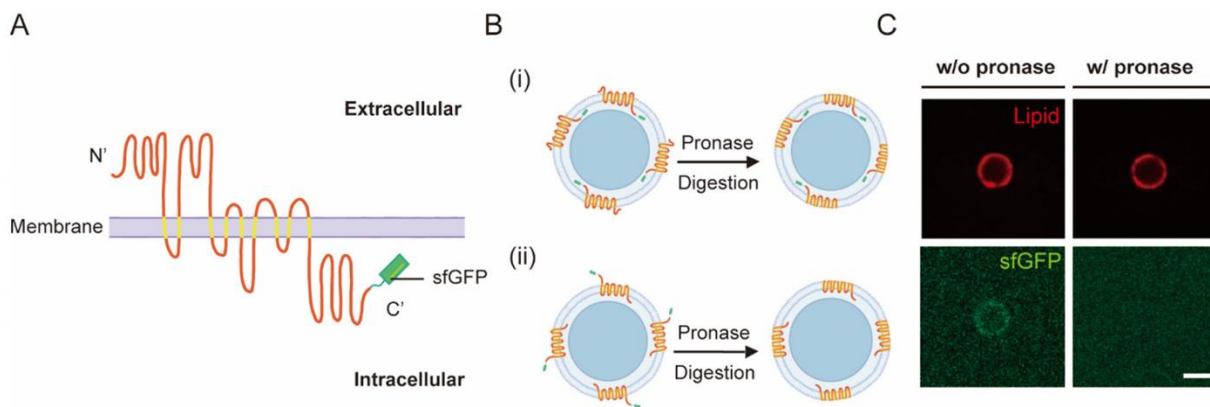 A
Extracellular
N'
Membrane
sfGFP
C'
Intracellular
B
(i)
Pronase
Digestion
(ii)
Pronase
Digestion
C
w/o pronase
w/ pronase
Lipid
sfGFP